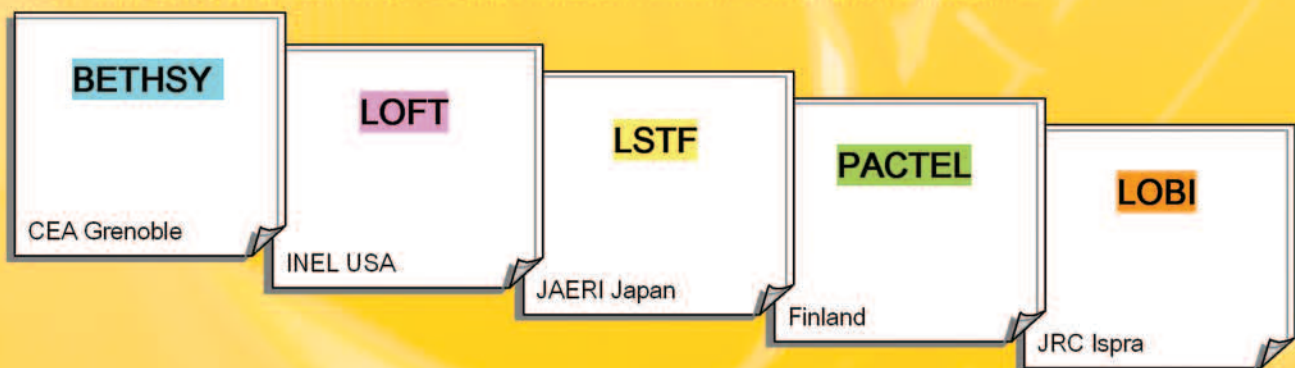 BETHSY
CEA Grenoble
LOFT
INEL USA
LSTF
JAERI Japan
PACTEL
Finland
LOBI
JRC Ispra